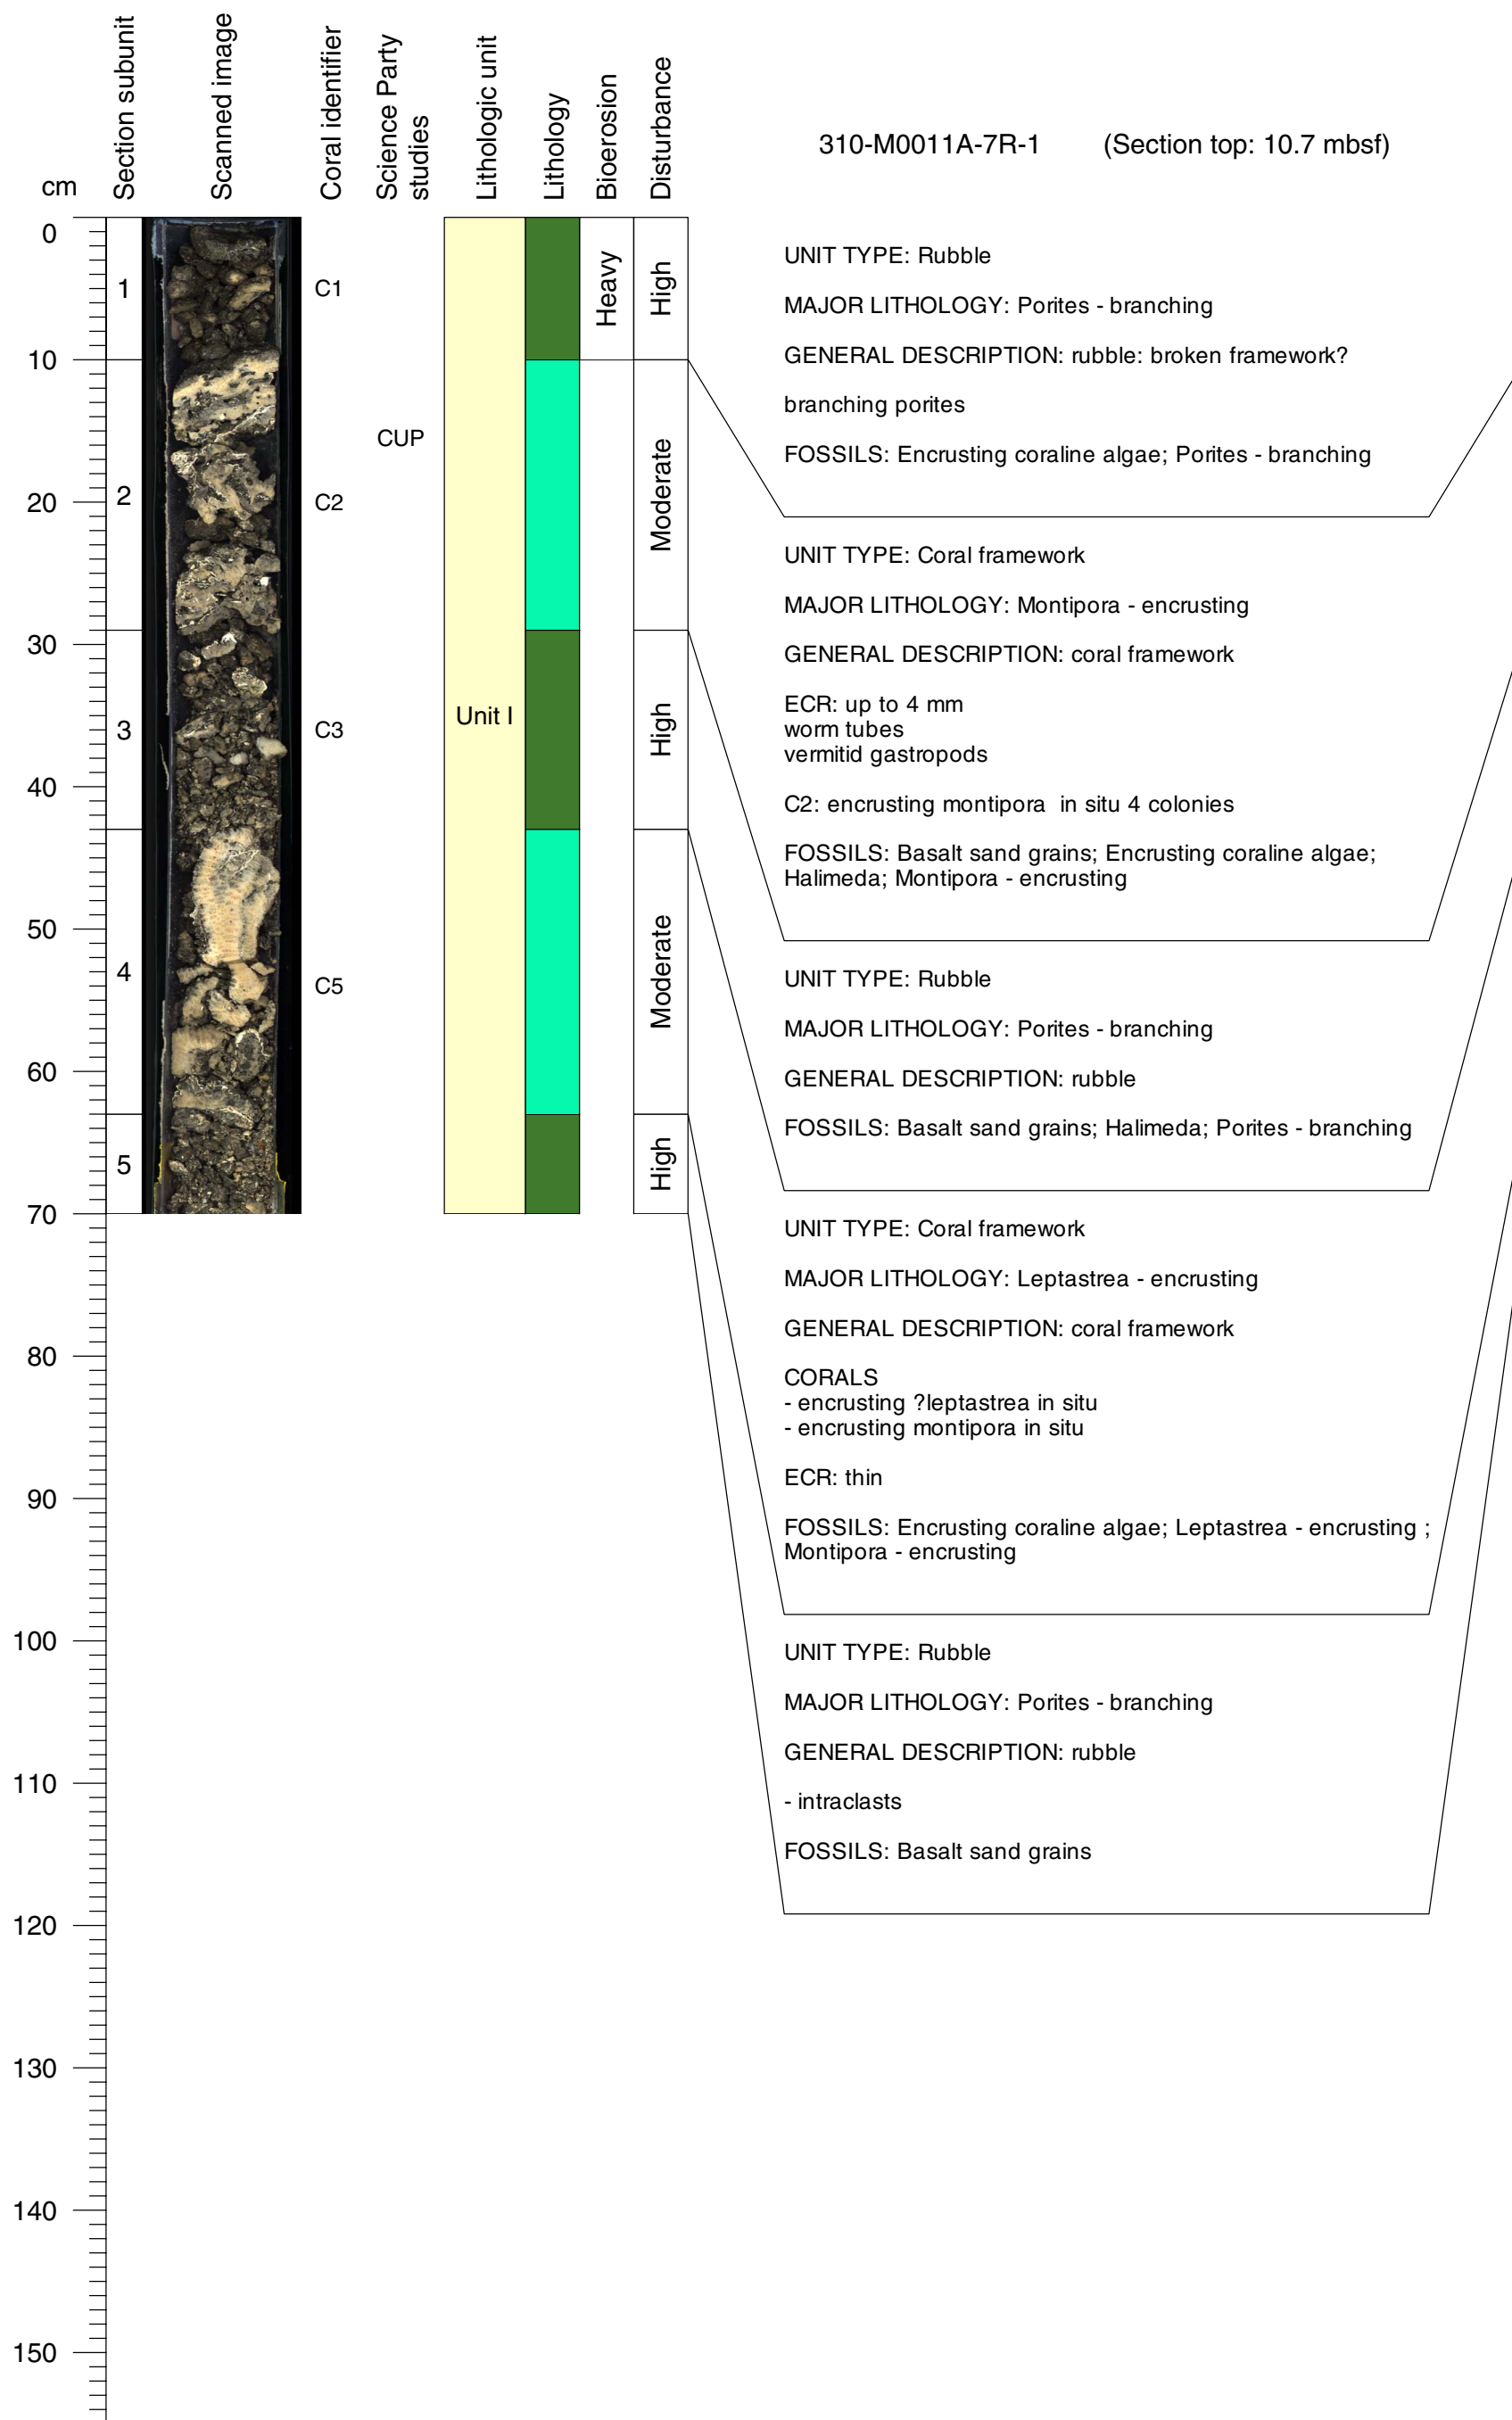 cm
Section subunit
Scanned image
Coral identifier
Science Party
studies
Lithologic unit
Lithology
Bioerosion
Disturbance
310-M0011A-7R-1 (Section top: 10.7 mbsf)
0
10
20
30
40
50
60
70
80
90
100
110
120
130
140
150
1
2
3
4
5
C1
C2
C3
C5
CUP
Unit I
Heavy
High
Moderate
High
Moderate
High
UNIT TYPE: Rubble
MAJOR LITHOLOGY: Porites - branching
GENERAL DESCRIPTION: rubble: broken framework?
branching porites
FOSSILS: Encrusting coraline algae; Porites - branching
UNIT TYPE: Coral framework
MAJOR LITHOLOGY: Montipora - encrusting
GENERAL DESCRIPTION: coral framework
ECR: up to 4 mm
worm tubes
vermitid gastropods
C2: encrusting montipora in situ 4 colonies
FOSSILS: Basalt sand grains; Encrusting coraline algae;
Halimeda; Montipora - encrusting
UNIT TYPE: Rubble
MAJOR LITHOLOGY: Porites - branching
GENERAL DESCRIPTION: rubble
FOSSILS: Basalt sand grains; Halimeda; Porites - branching
UNIT TYPE: Coral framework
MAJOR LITHOLOGY: Leptastrea - encrusting
GENERAL DESCRIPTION: coral framework
CORALS
- encrusting ?leptastrea in situ
- encrusting montipora in situ
ECR: thin
FOSSILS: Encrusting coraline algae; Leptastrea - encrusting ;
Montipora - encrusting
UNIT TYPE: Rubble
MAJOR LITHOLOGY: Porites - branching
GENERAL DESCRIPTION: rubble
- intraclasts
FOSSILS: Basalt sand grains